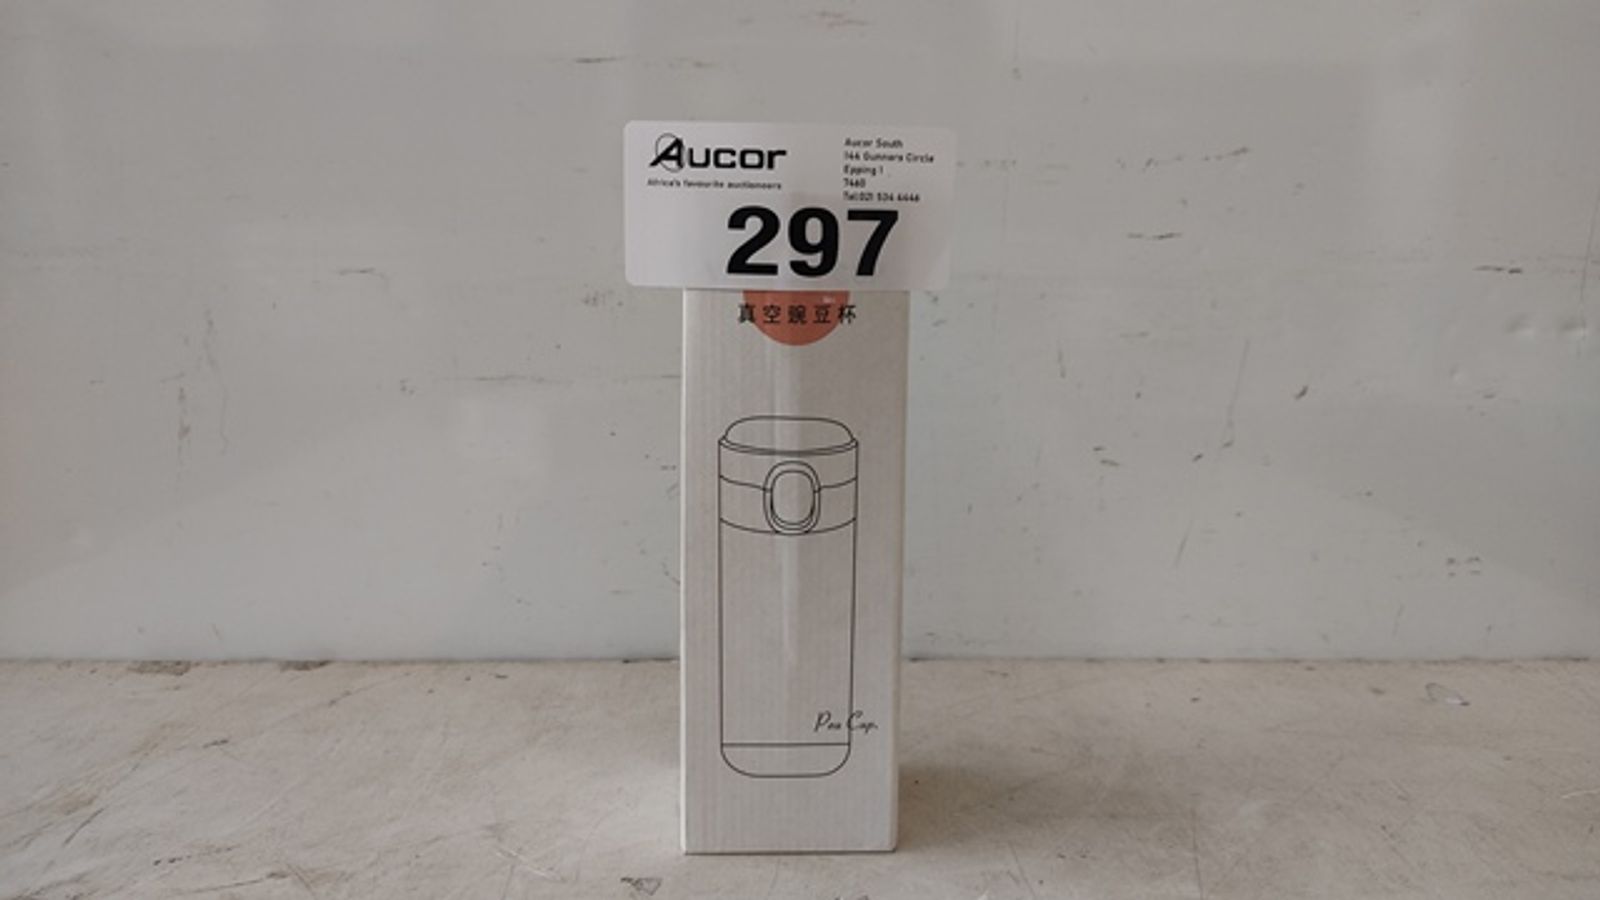 Aucor
Africa's favourite auctioneers
Aucor South
144 Gunners Circle
Epping 1
7460
Tel:021 534 4446
297
真空豌豆杯
Pea Cup.